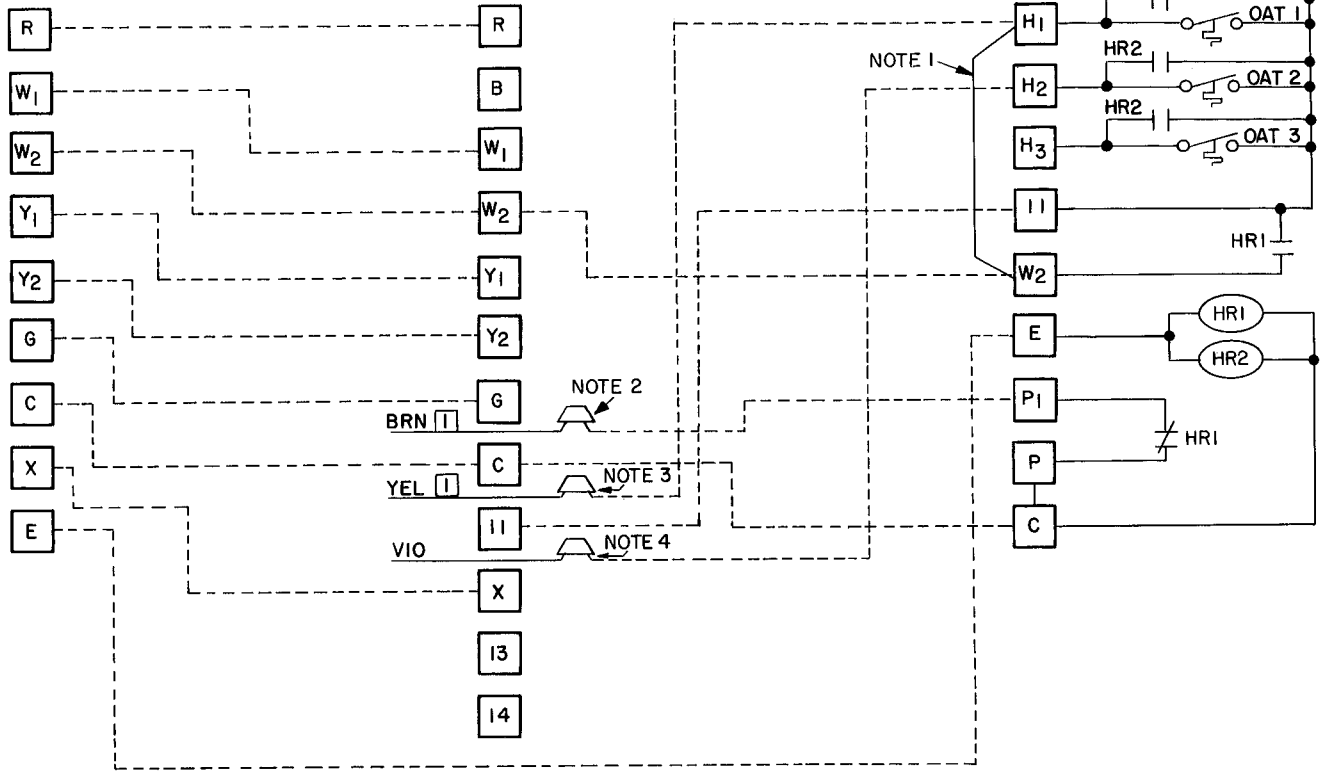 R
W1
W2
Y1
Y2
G
C
X
E
R
B
W1
W2
Y1
Y2
G
C
11
X
13
14
BRN 1
NOTE 2
YEL 1
NOTE 3
VIO
NOTE 4
NOTE 1
H1
OAT 1
H2
HR2
OAT 2
H3
HR2
OAT 3
11
HR1
W2
E
HR1
HR2
P1
HR1
P
C